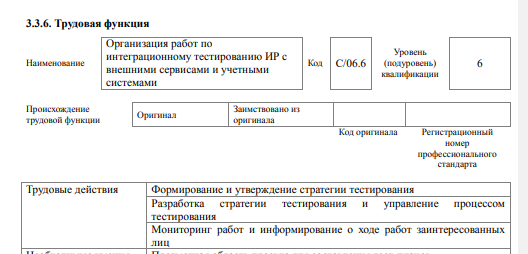 3.3.6. Трудовая функция
Наименование
Организация работ по
интеграционному тестированию ИР с
внешними сервисами и учетными
системами
Код
C/06.6
Уровень
(подуровень)
квалификации
6
Происхождение
трудовой функции
Оригинал
Заимствовано из
оригинала
Код оригинала
Регистрационный
номер
профессионального
стандарта
Трудовые действия
Формирование и утверждение стратегии тестирования
Разработка стратегии тестирования и управление процессом
тестирования
Мониторинг работ и информирование о ходе работ заинтересованных
лиц